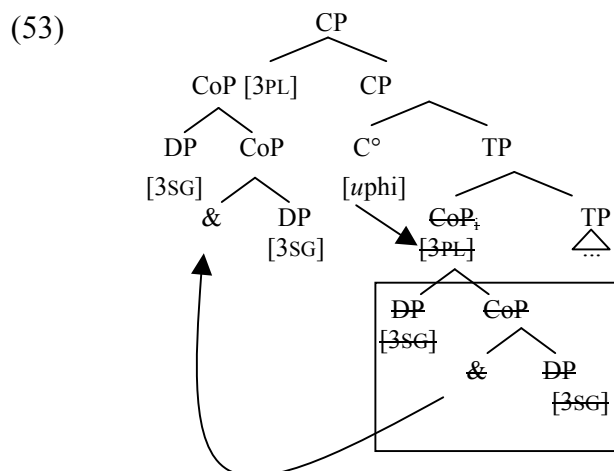 (53) CP
CoP [3PL] CP
DP CoP C° TP
[3SG] [uphi]
& DP CoPᵢ TP
[3SG] [3PL] ...
DP CoP
[3SG]
& DP
[3SG]